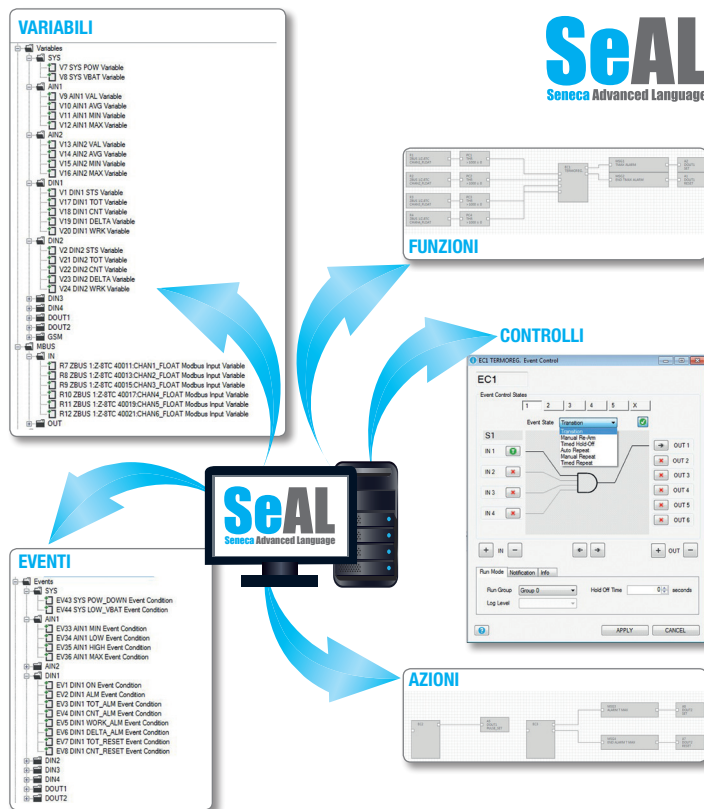 VARIABILI
Variables
SYS
V7 SYS POW Variable
V8 SYS VBAT Variable
AIN1
V9 AIN1 VAL Variable
V10 AIN1 AVG Variable
V11 AIN1 MIN Variable
V12 AIN1 MAX Variable
AIN2
V13 AIN2 VAL Variable
V14 AIN2 AVG Variable
V15 AIN2 MIN Variable
V16 AIN2 MAX Variable
DIN1
V1 DIN1 STS Variable
V17 DIN1 TOT Variable
V18 DIN1 CNT Variable
V19 DIN1 DELTA Variable
V20 DIN1 WRK Variable
DIN2
V2 DIN2 STS Variable
V21 DIN2 TOT Variable
V22 DIN2 CNT Variable
V23 DIN2 DELTA Variable
V24 DIN2 WRK Variable
DIN3
DIN4
DOUT1
DOUT2
GSM
MBUS
IN
R7 ZBUS 1:Z-8TC 40011:CHAN1_FLOAT Modbus Input Variable
R8 ZBUS 1:Z-8TC 40013:CHAN2_FLOAT Modbus Input Variable
R9 ZBUS 1:Z-8TC 40015:CHAN3_FLOAT Modbus Input Variable
R10 ZBUS 1:Z-8TC 40017:CHAN4_FLOAT Modbus Input Variable
R11 ZBUS 1:Z-8TC 40019:CHAN5_FLOAT Modbus Input Variable
R12 ZBUS 1:Z-8TC 40021:CHAN6_FLOAT Modbus Input Variable
OUT
SeAL
Seneca Advanced Language
FUNZIONI
CONTROLLI
EC1 TERMOREG. Event Control
EC1
Event Control States
1 2 3 4 5 X
Event State Transition
Transition
Manual Re-Arm
Timed Hold-Off
Auto Repeat
Manual Repeat
Timed Repeat
S1
IN 1
IN 2
IN 3
IN 4
OUT 1
OUT 2
OUT 3
OUT 4
OUT 5
OUT 6
+ IN -
+ OUT -
Run Mode Notification Info
Run Group Group 0 Hold Off Time 0 seconds
Log Level
APPLY CANCEL
SeAL
Seneca Advanced Language
EVENTI
Events
SYS
EV43 SYS POW_DOWN Event Condition
EV44 SYS LOW_VBAT Event Condition
AIN1
EV33 AIN1 MIN Event Condition
EV34 AIN1 LOW Event Condition
EV35 AIN1 HIGH Event Condition
EV36 AIN1 MAX Event Condition
AIN2
DIN1
EV1 DIN1 ON Event Condition
EV2 DIN1 ALM Event Condition
EV3 DIN1 TOT_ALM Event Condition
EV4 DIN1 CNT_ALM Event Condition
EV5 DIN1 WORK_ALM Event Condition
EV6 DIN1 DELTA_ALM Event Condition
EV7 DIN1 TOT_RESET Event Condition
EV8 DIN1 CNT_RESET Event Condition
DIN2
DIN3
DIN4
DOUT1
DOUT2
AZIONI